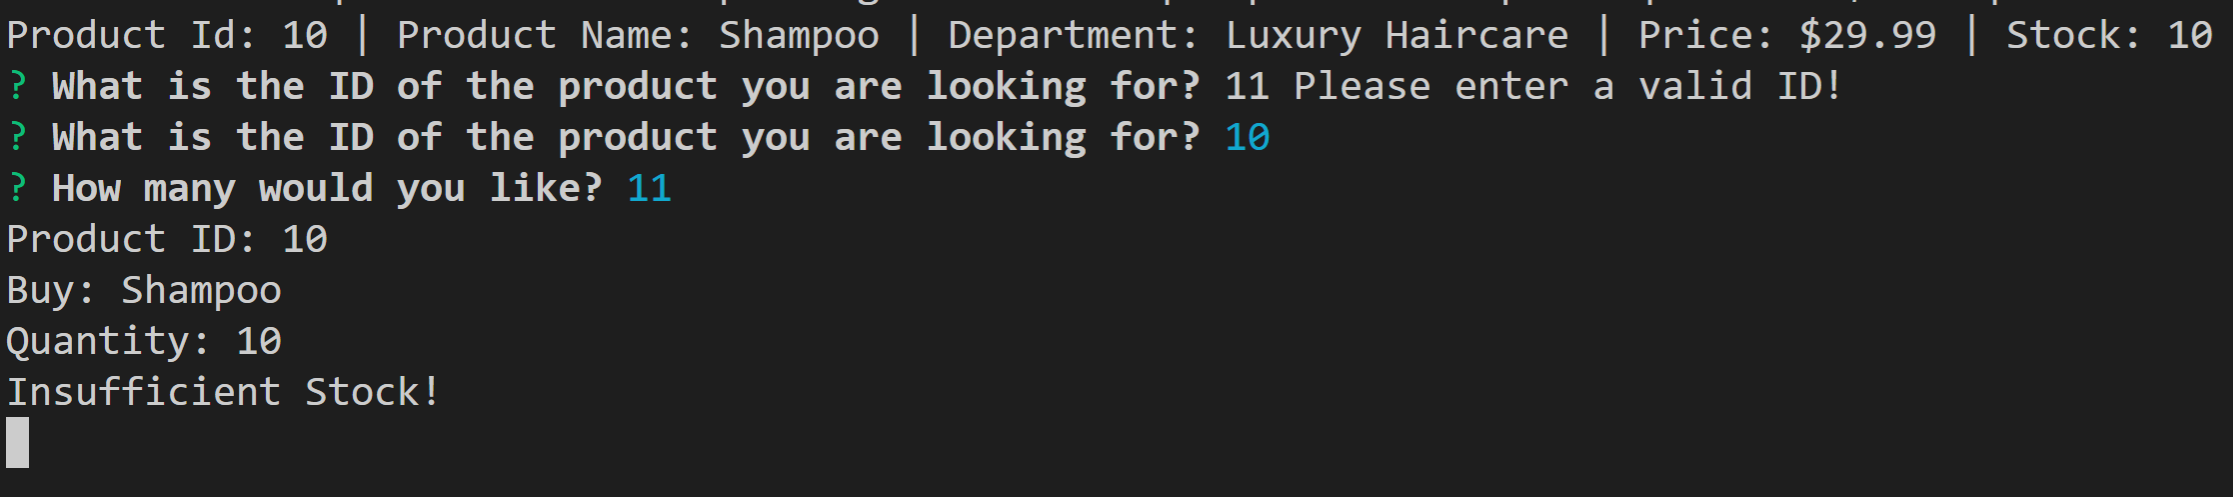 Product Id: 10 | Product Name: Shampoo | Department: Luxury Haircare | Price: $29.99 | Stock: 10
? What is the ID of the product you are looking for? 11 Please enter a valid ID!
? What is the ID of the product you are looking for? 10
? How many would you like? 11
Product ID: 10
Buy: Shampoo
Quantity: 10
Insufficient Stock!